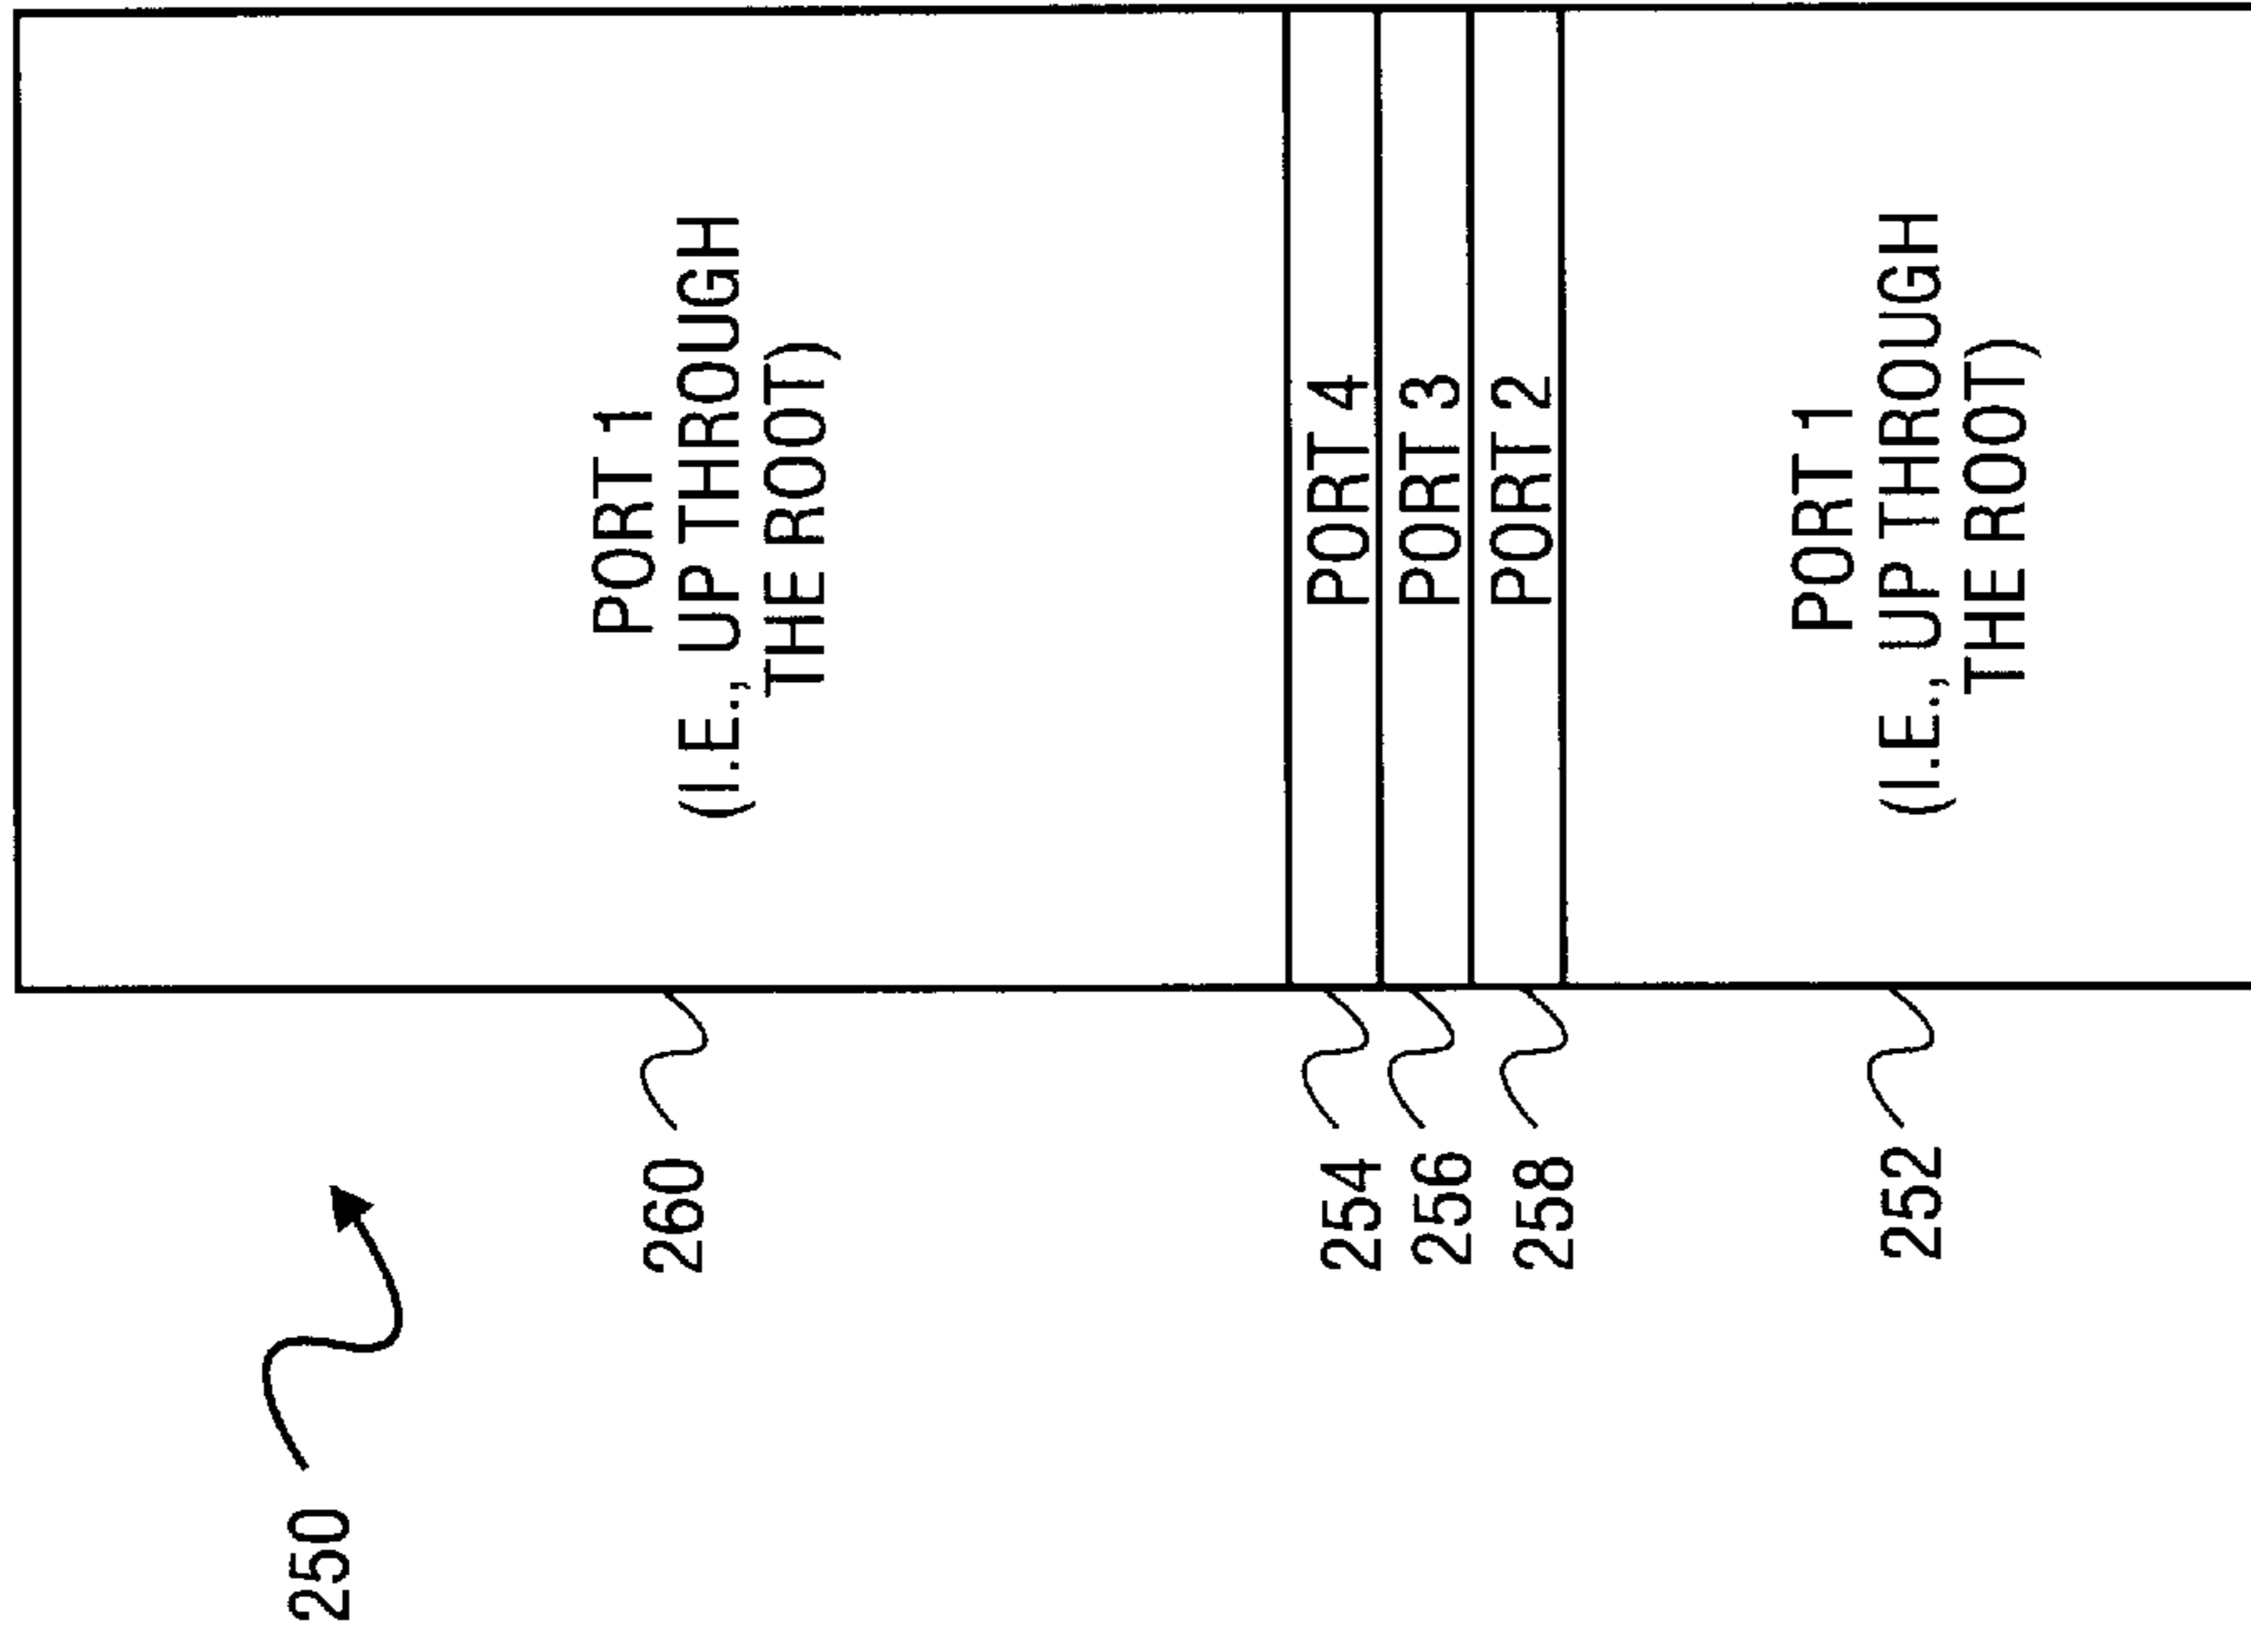 250
260
PORT 1
(I.E., UP THROUGH
THE ROOT)
254
PORT 4
256
PORT 3
258
PORT 2
252
PORT 1
(I.E., UP THROUGH
THE ROOT)